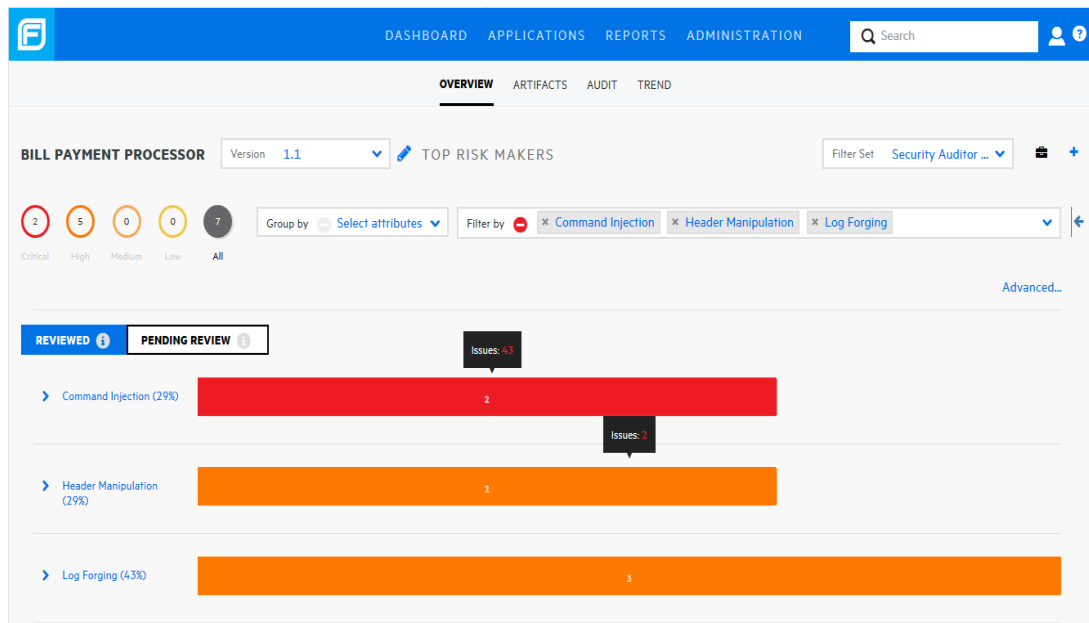 DASHBOARD APPLICATIONS REPORTS ADMINISTRATION Search ?
OVERVIEW ARTIFACTS AUDIT TREND
BILL PAYMENT PROCESSOR Version 1.1 TOP RISK MAKERS Filter Set Security Auditor ...
2 5 0 0 7 Group by Select attributes Filter by × Command Injection × Header Manipulation × Log Forging
Critical High Medium Low All
Advanced...
REVIEWED i PENDING REVIEW i
Issues: 43
Command Injection (29%) 2
Issues: 2
Header Manipulation
(29%) 2
Log Forging (43%) 3